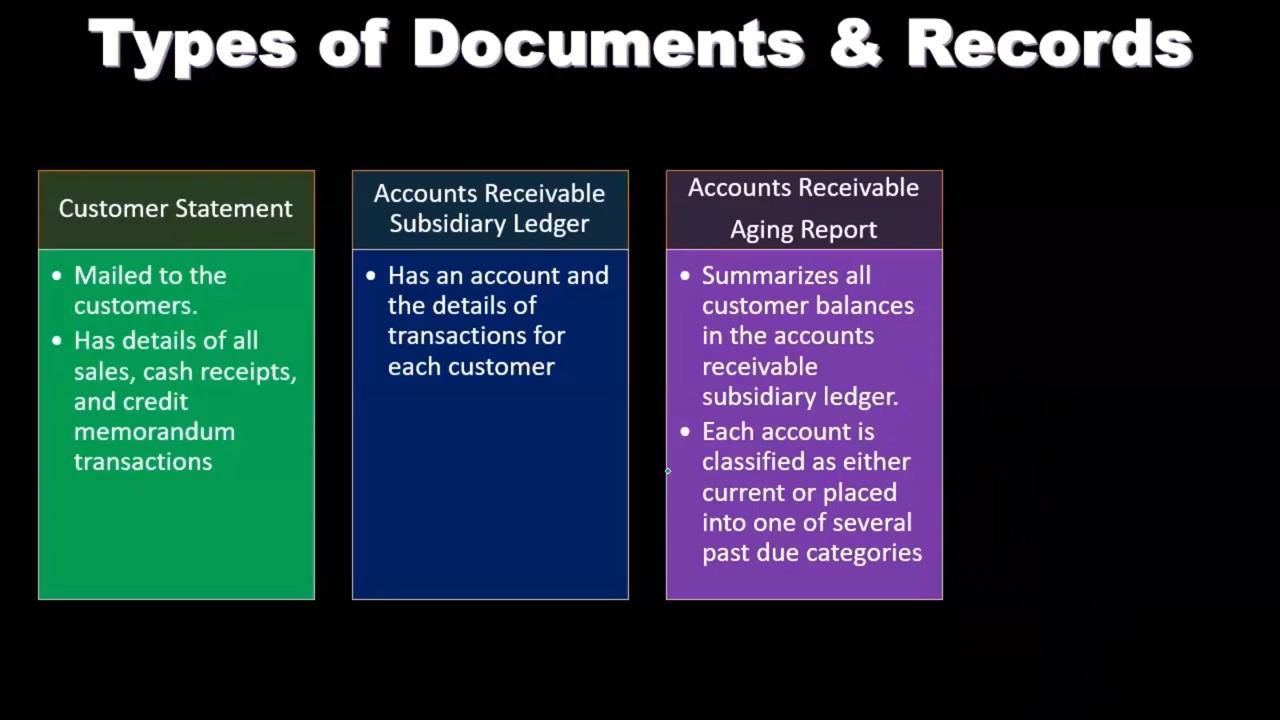 Types of Documents & Records
Customer Statement
• Mailed to the
customers.
• Has details of all
sales, cash receipts,
and credit
memorandum
transactions
Accounts Receivable
Subsidiary Ledger
• Has an account and
the details of
transactions for
each customer
Accounts Receivable
Aging Report
• Summarizes all
customer balances
in the accounts
receivable
subsidiary ledger.
• Each account is
classified as either
current or placed
into one of several
past due categories